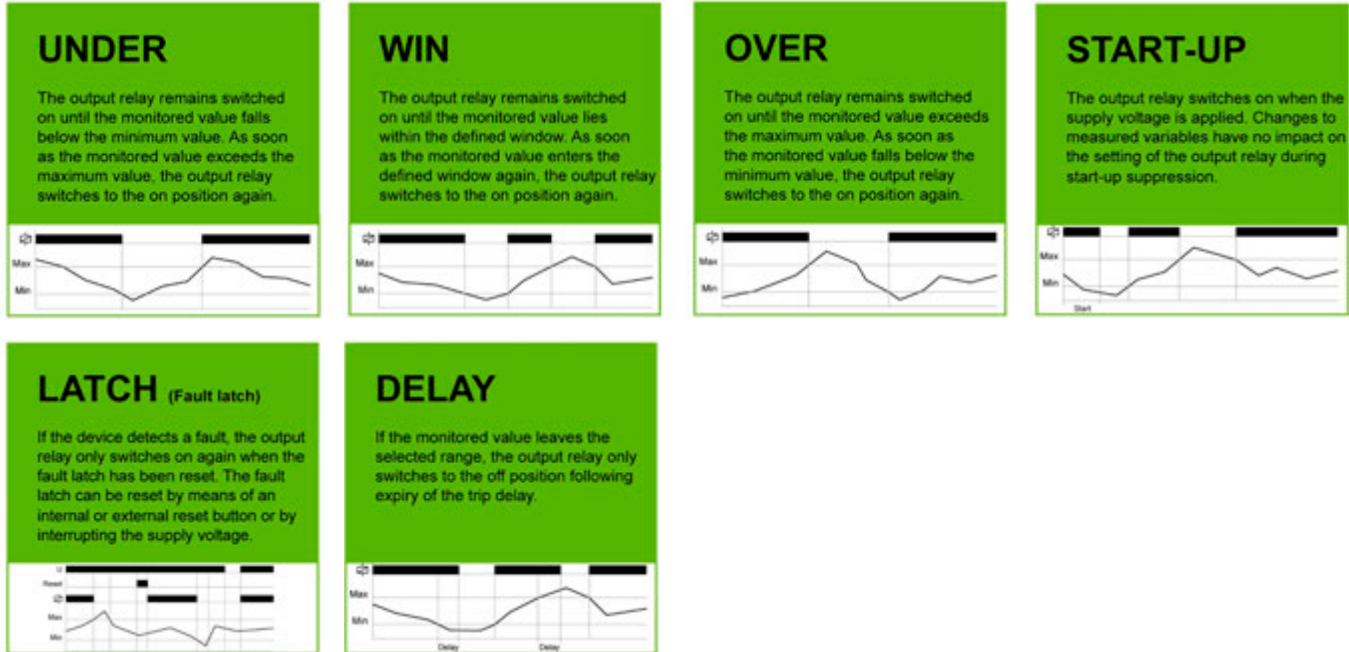 UNDER
The output relay remains switched
on until the monitored value falls
below the minimum value. As soon
as the monitored value exceeds the
maximum value, the output relay
switches to the on position again.
Max
Min
WIN
The output relay remains switched
on until the monitored value lies
within the defined window. As soon
as the monitored value enters the
defined window again, the output relay
switches to the on position again.
Max
Min
OVER
The output relay remains switched
on until the monitored value exceeds
the maximum value. As soon as
the monitored value falls below the
minimum value, the output relay
switches to the on position again.
Max
Min
START-UP
The output relay switches on when the
supply voltage is applied. Changes to
measured variables have no impact on
the setting of the output relay during
start-up suppression.
Max
Min
Start
LATCH (Fault latch)
If the device detects a fault, the output
relay only switches on again when the
fault latch has been reset. The fault
latch can be reset by means of an
internal or external reset button or by
interrupting the supply voltage.
U
Reset
Max
Min
DELAY
If the monitored value leaves the
selected range, the output relay only
switches to the off position following
expiry of the trip delay.
Max
Min
Delay Delay